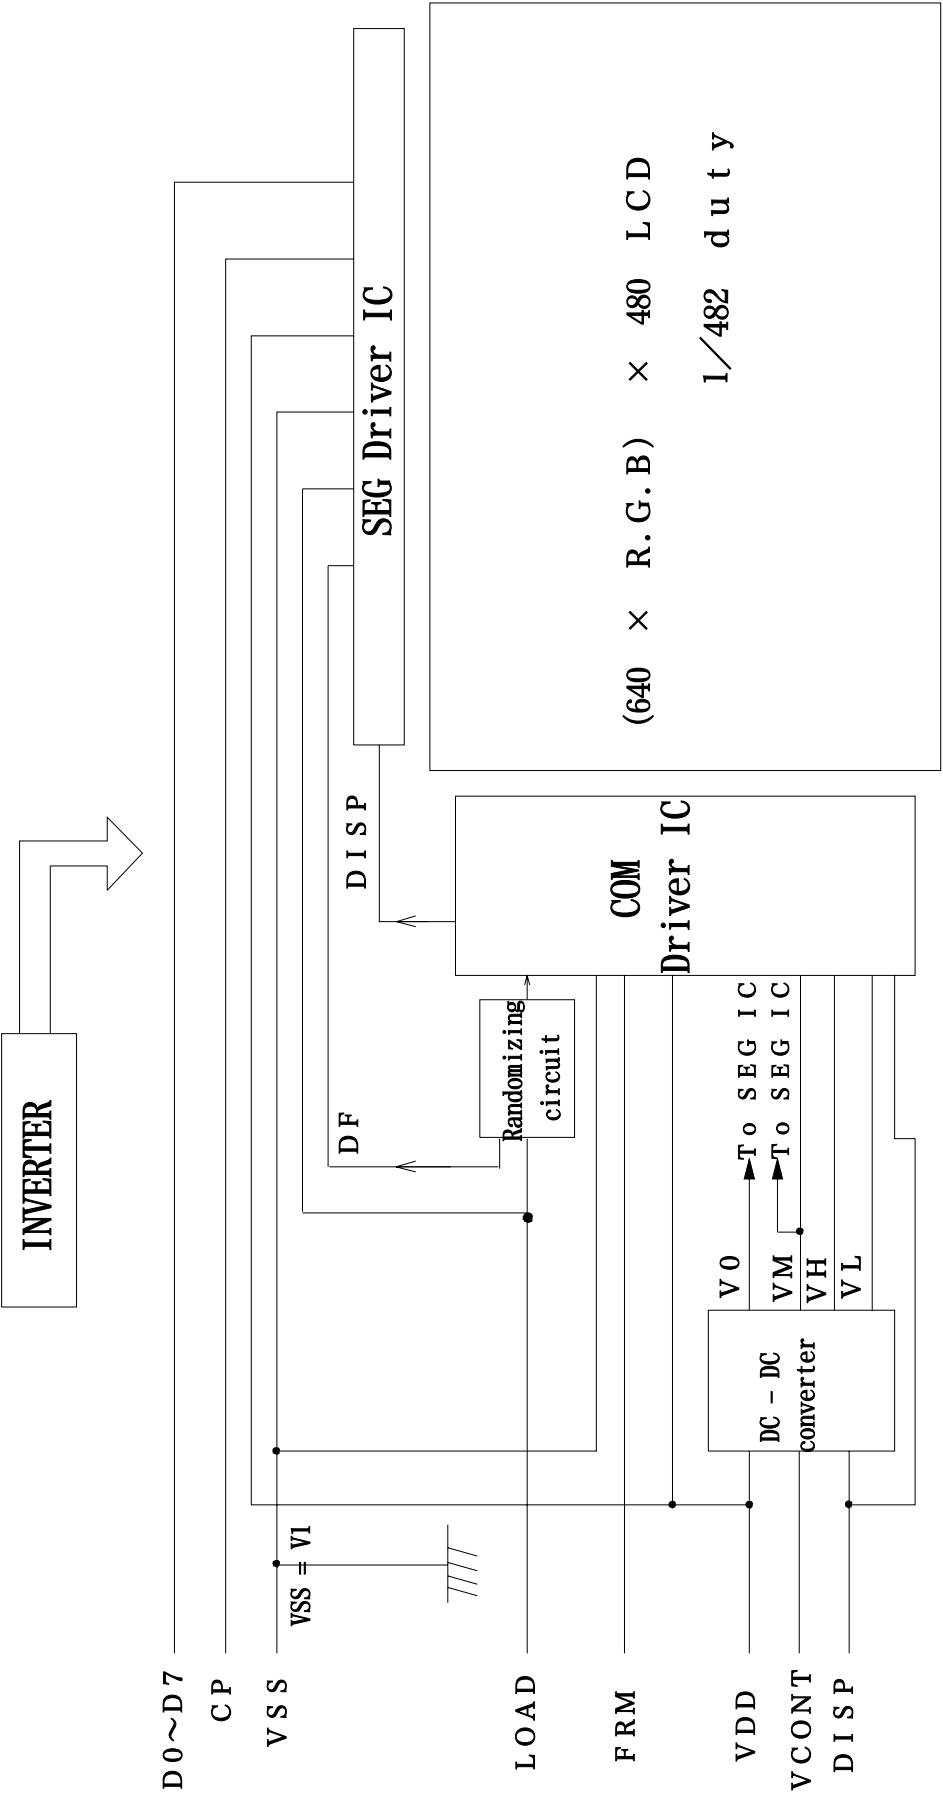 INVERTER
D0～D7
CP
VSS
VSS = V1
LOAD
FRM
VDD
VCONT
DISP
DF
DISP
SEG Driver IC
Randomizing
circuit
COM
Driver IC
DC - DC
converter
V0
VM
VH
VL
To SEG IC
To SEG IC
(640 × R.G.B) × 480 LCD
1/482 duty